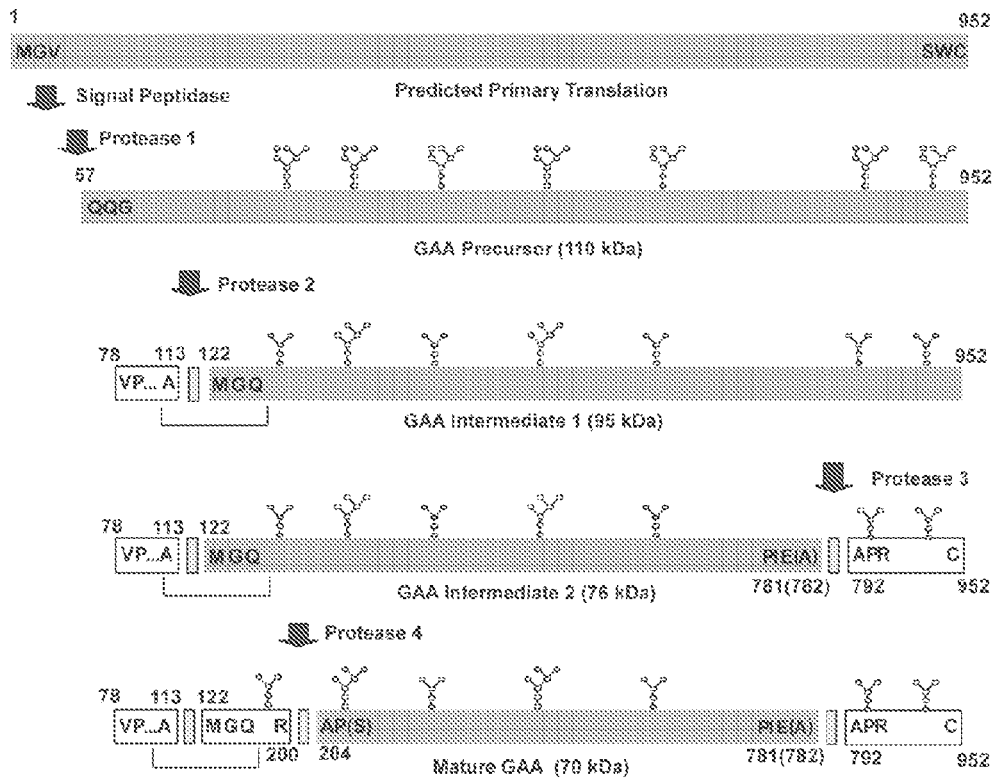 1 952
MGV SWC
Predicted Primary Translation
Signal Peptidase
Protease 1
57 952
QQG
GAA Precursor (110 kDa)
Protease 2
78 113 122 952
VP... A MGQ
GAA Intermediate 1 (95 kDa)
Protease 3
78 113 122
VP...A MGQ PIE(A) APR C
781(782) 792 952
GAA Intermediate 2 (76 kDa)
Protease 4
78 113 122
VP...A MGQ R AP(S) PIE(A) APR C
200 204 781(782) 792 952
Mature GAA (70 kDa)